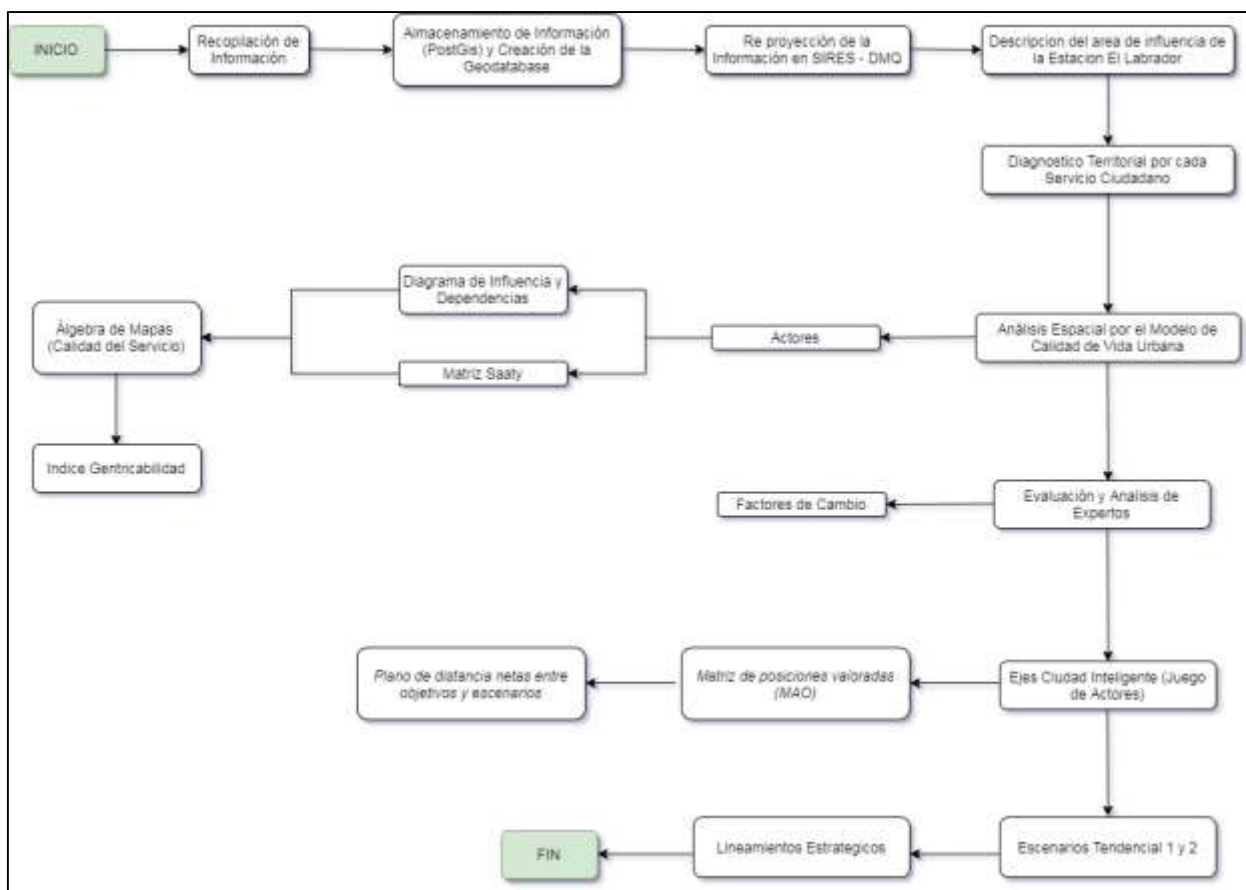 INICIO
Recopilación de
Información
Almacenamiento de Información
(PostGis) y Creación de la
Geodatabase
Re proyección de la
Información en SIRES - DMQ
Descripcion del area de influencia de
la Estacion El Labrador
Diagnostico Territorial por cada
Servicio Ciudadano
Análisis Espacial por el Modelo de
Calidad de Vida Urbana
Actores
Diagrama de Influencia y
Dependencias
Matriz Saaty
Álgebra de Mapas
(Calidad del Servicio)
Indice Gentricabilidad
Evaluación y Analisis de
Expertos
Factores de Cambio
Ejes Ciudad Inteligente (Juego
de Actores)
Matriz de posiciones valoradas
(MAO)
Plano de distancia netas entre
objetivos y escenarios
Escenarios Tendencial 1 y 2
Lineamientos Estrategicos
FIN